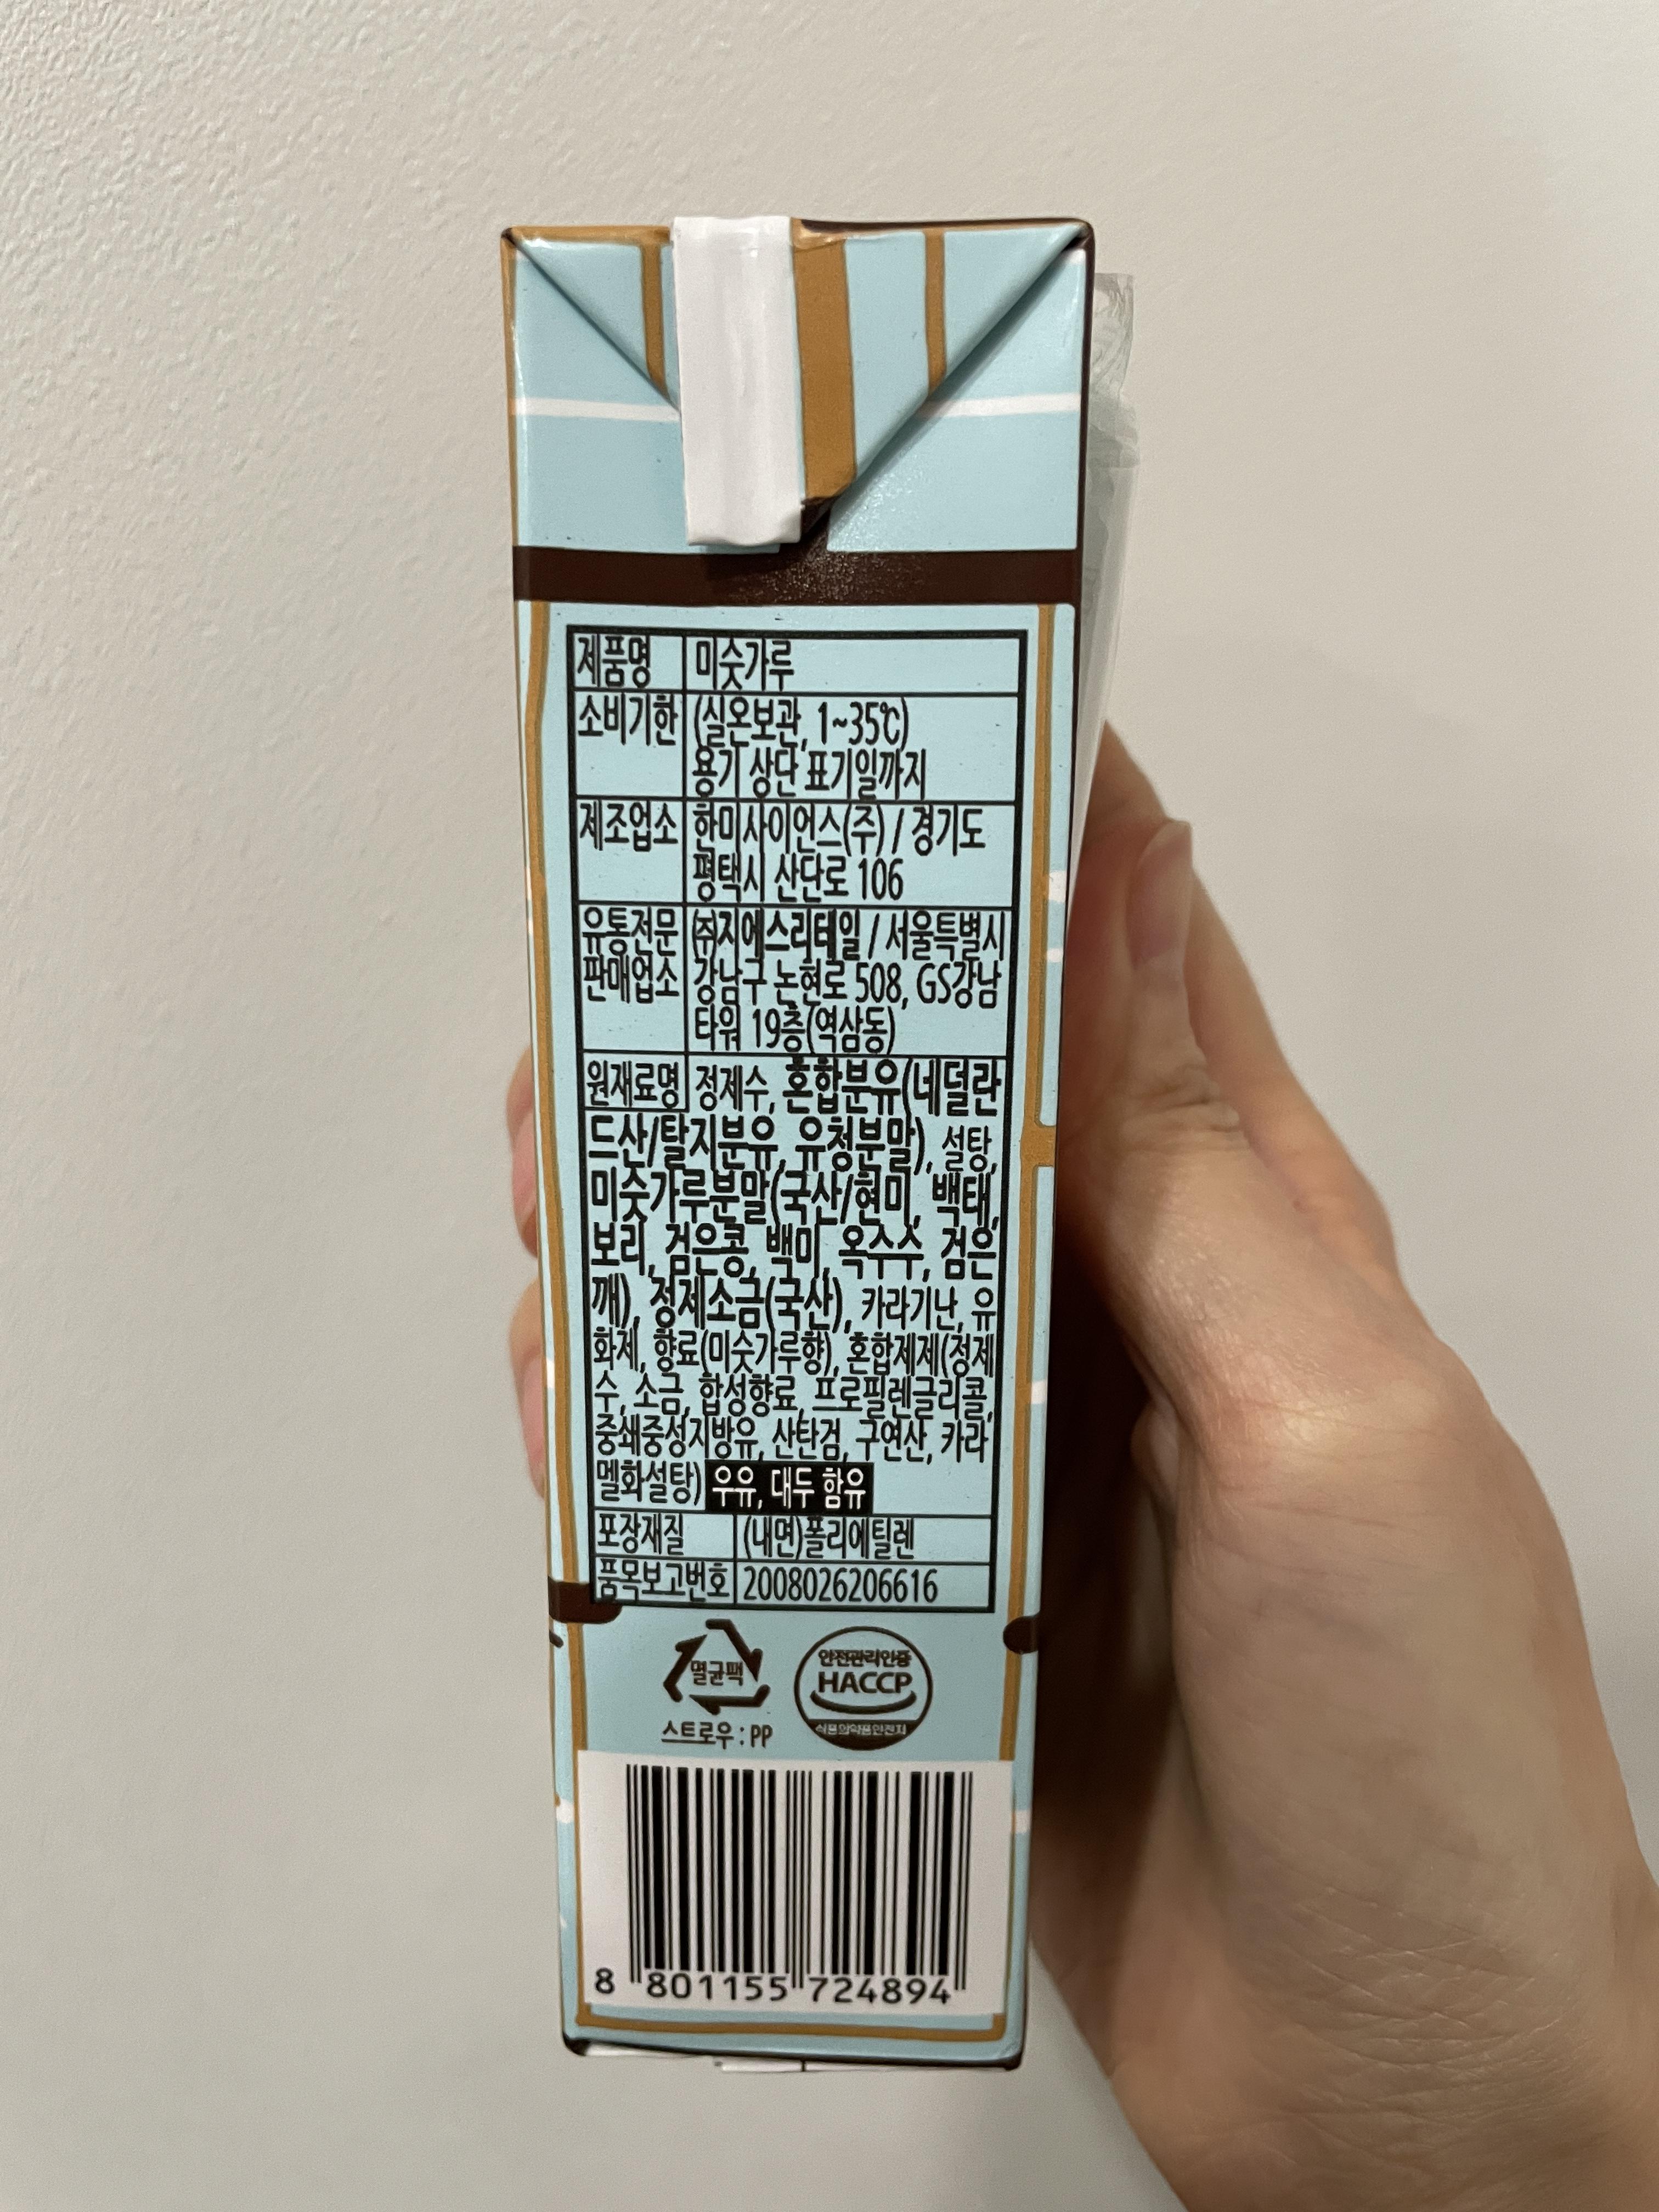 제품명 미숫가루
소비기한 (실온보관, 1~35℃)
용기 상단 표기일까지
제조업소 한미사이언스(주) / 경기도
평택시 산단로 106
유통전문 ㈜지에스리테일 / 서울특별시
판매업소 강남구 논현로 508, GS강남
타워 19층(역삼동)
원재료명 정제수, 혼합분유(네덜란
드산/탈지분유, 유청분말), 설탕,
미숫가루분말(국산/현미, 백태,
보리, 검은콩, 백미, 옥수수, 검은
깨), 정제소금(국산), 카라기난, 유
화제, 향료(미숫가루향), 혼합제제(정제
수, 소금, 합성향료, 프로필렌글리콜,
중쇄중성지방유, 산탄검, 구연산, 카라
멜화설탕) 우유, 대두 함유
포장재질 (내면)폴리에틸렌
품목보고번호 2008026206616
멸균팩
스트로우 : PP
안전관리인증
HACCP
식품의약품안전처
8 801155 724894